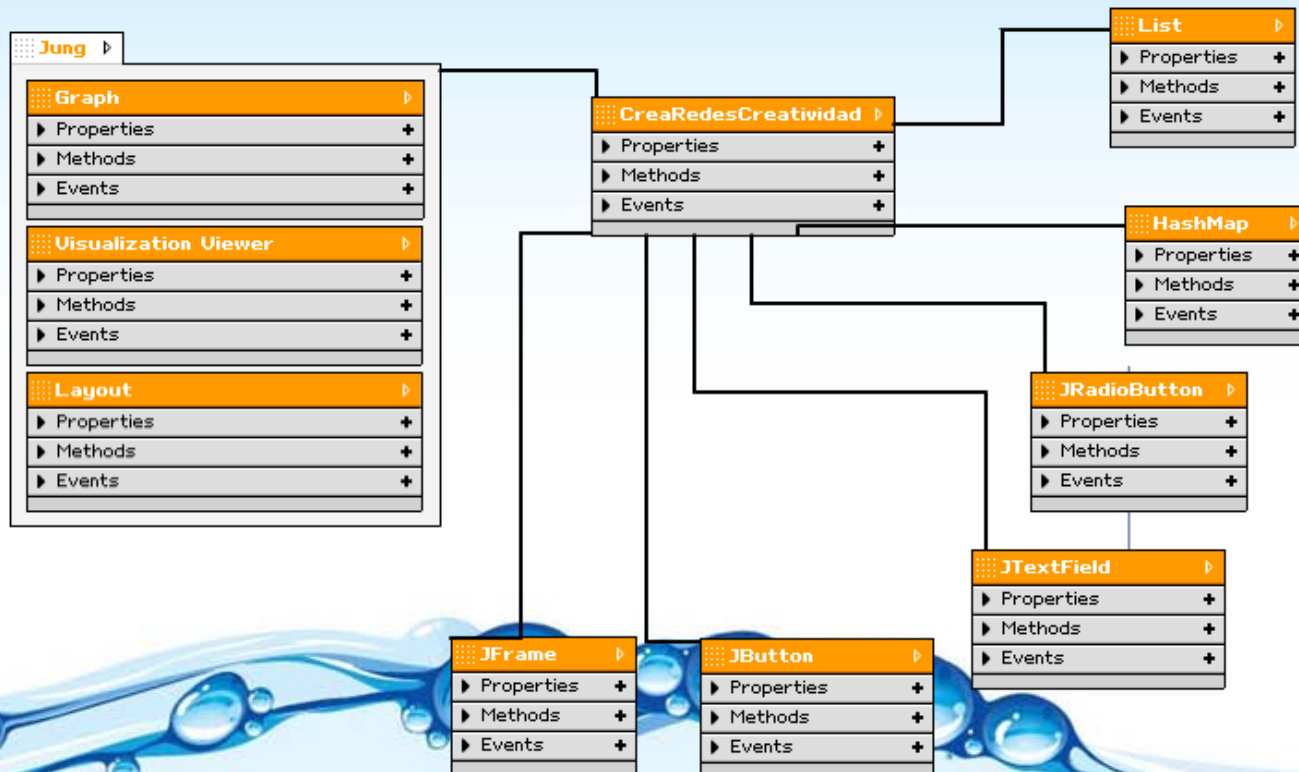 Jung
Graph
Properties
Methods
Events
Visualization Viewer
Properties
Methods
Events
Layout
Properties
Methods
Events
CreaRedesCreatividad
Properties
Methods
Events
List
Properties
Methods
Events
HashMap
Properties
Methods
Events
JRadioButton
Properties
Methods
Events
JTextField
Properties
Methods
Events
JFrame
Properties
Methods
Events
JButton
Properties
Methods
Events